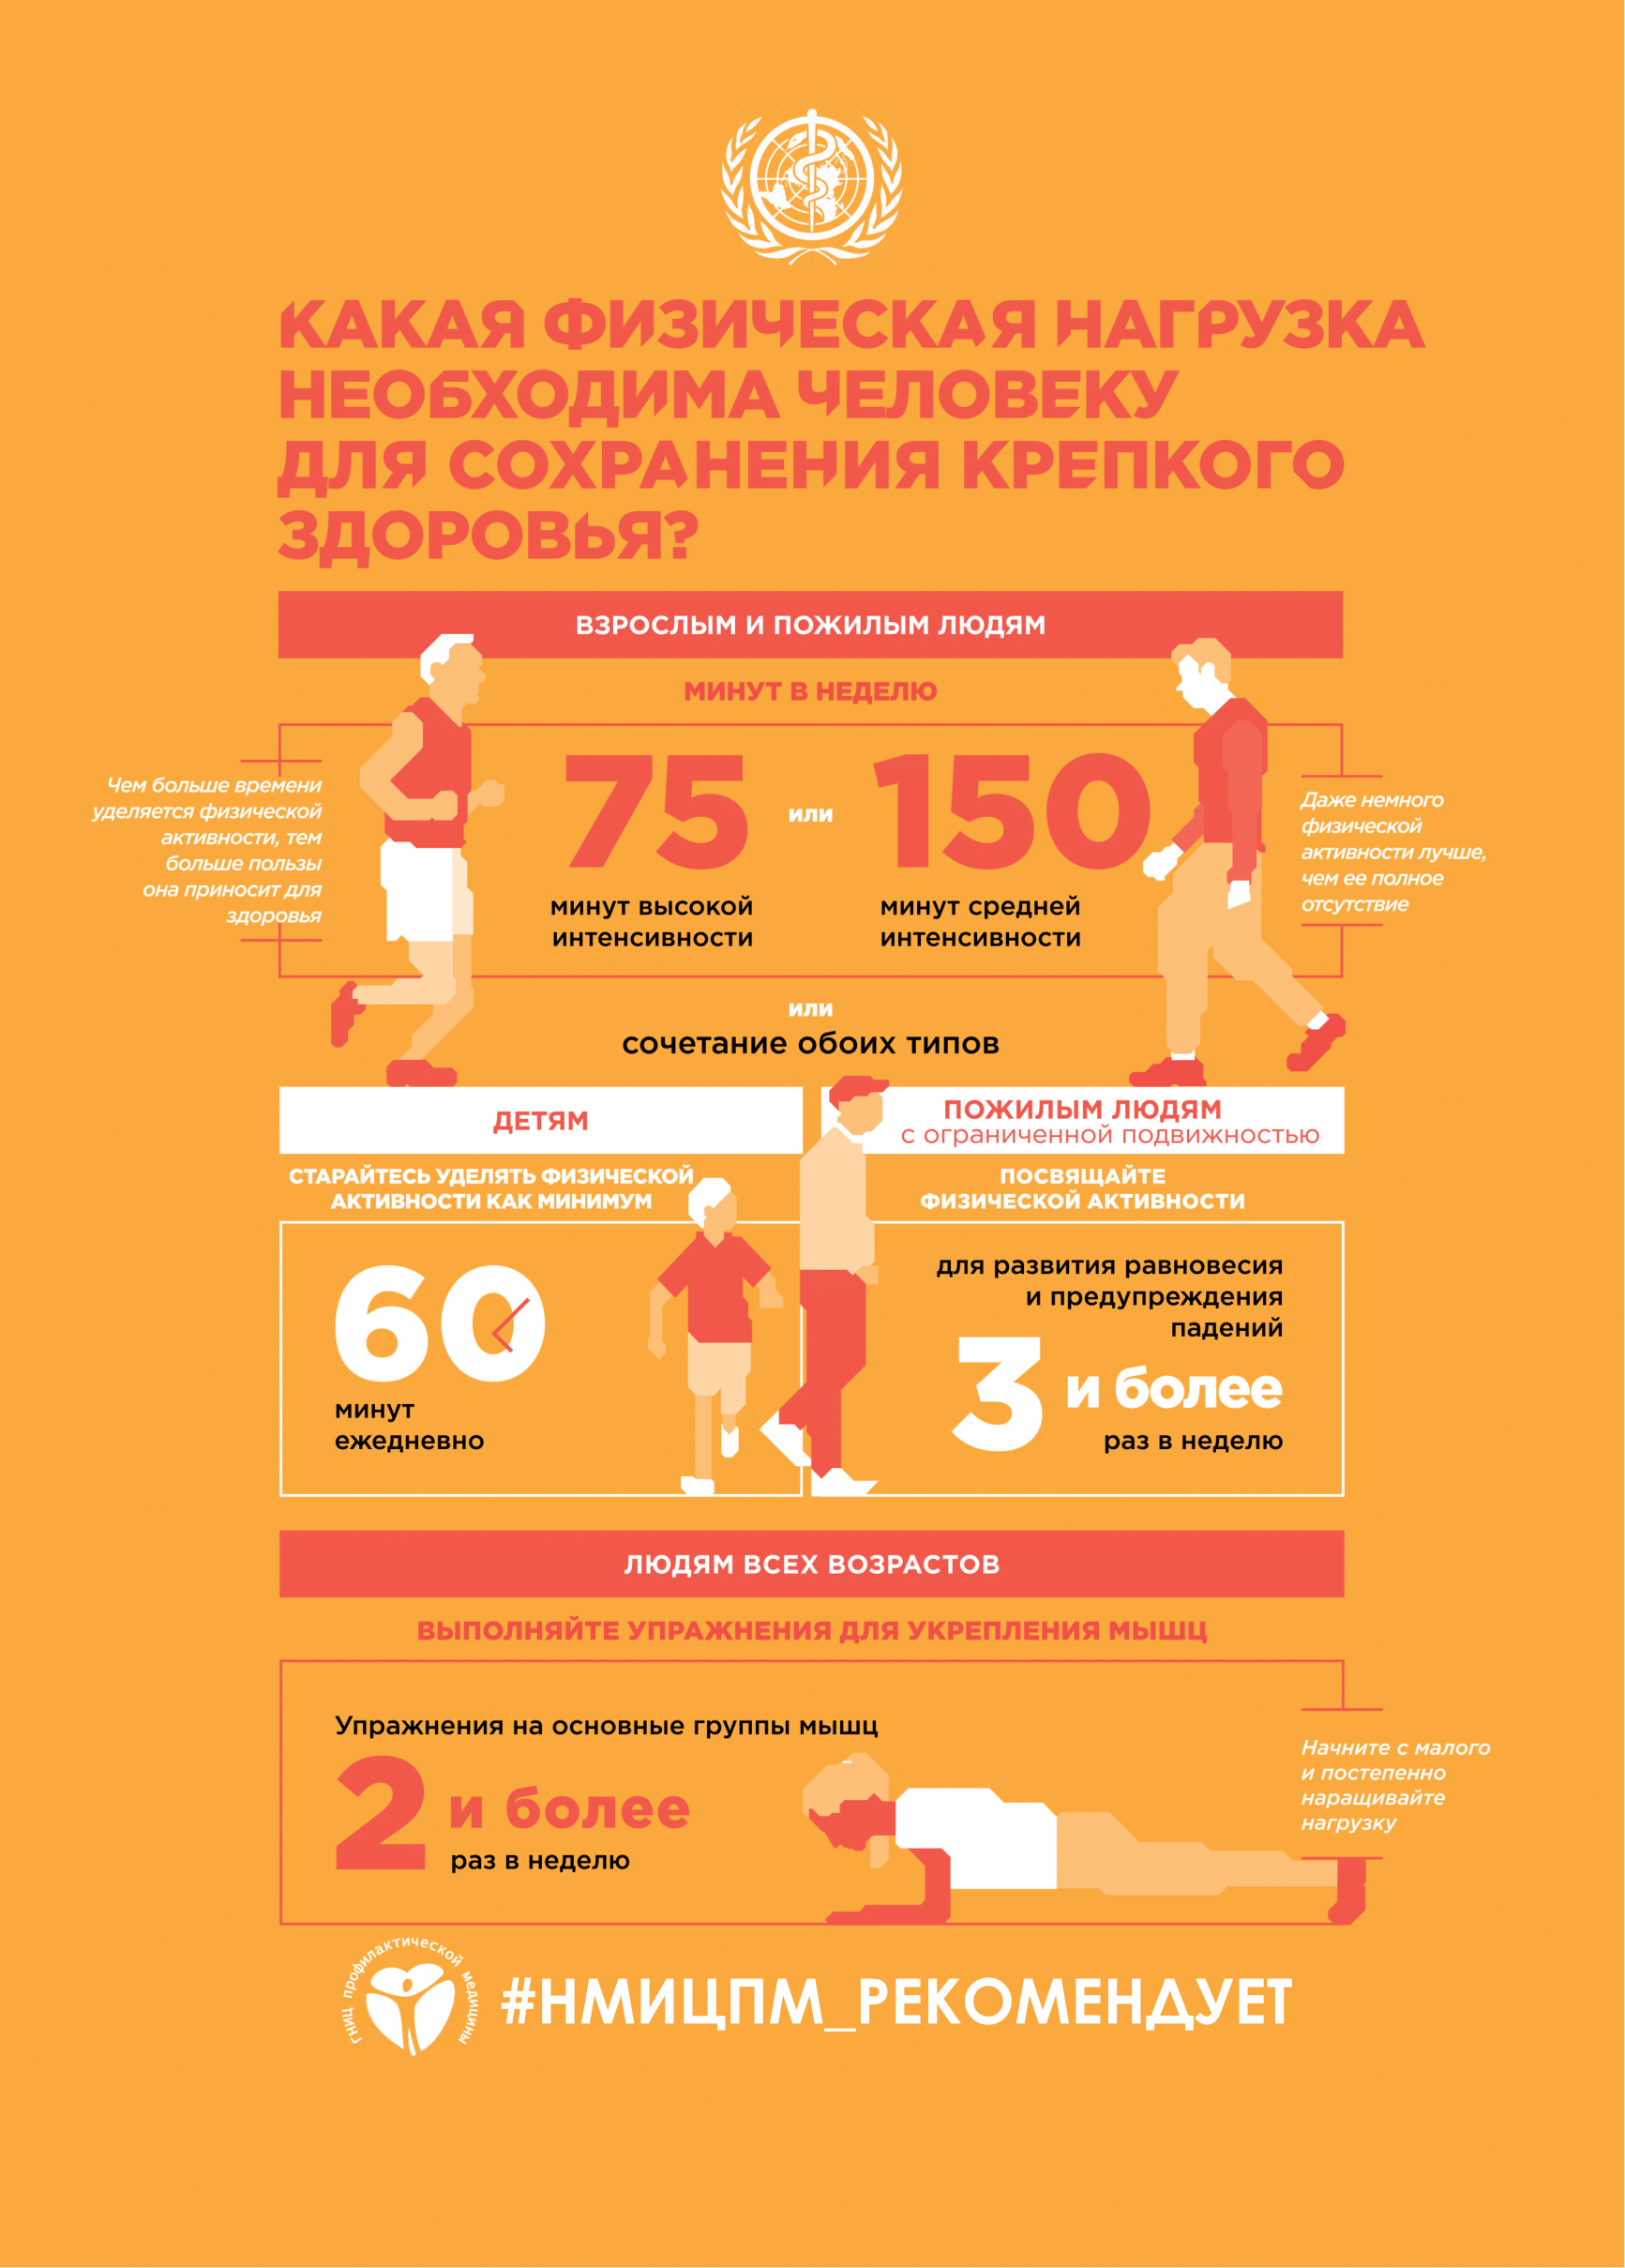 КАКАЯ ФИЗИЧЕСКАЯ НАГРУЗКА
НЕОБХОДИМА ЧЕЛОВЕКУ
ДЛЯ СОХРАНЕНИЯ КРЕПКОГО
ЗДОРОВЬЯ?
ВЗРОСЛЫМ И ПОЖИЛЫМ ЛЮДЯМ
МИНУТ В НЕДЕЛЮ
Чем больше времени
уделяется физической
активности, тем
больше пользы
она приносит для
здоровья
75
минут высокой
интенсивности
или
150
минут средней
интенсивности
Даже немного
физической
активности лучше,
чем ее полное
отсутствие
или
сочетание обоих типов
ДЕТЯМ
СТАРАЙТЕСЬ УДЕЛЯТЬ ФИЗИЧЕСКОЙ
АКТИВНОСТИ КАК МИНИМУМ
60
минут
ежедневно
ПОЖИЛЫМ ЛЮДЯМ
с ограниченной подвижностью
ПОСВЯЩАЙТЕ
ФИЗИЧЕСКОЙ АКТИВНОСТИ
для развития равновесия
и предупреждения
падений
3 и более
раз в неделю
ЛЮДЯМ ВСЕХ ВОЗРАСТОВ
ВЫПОЛНЯЙТЕ УПРАЖНЕНИЯ ДЛЯ УКРЕПЛЕНИЯ МЫШЦ
Упражнения на основные группы мышц
2 и более
раз в неделю
Начните с малого
и постепенно
наращивайте
нагрузку
ГНИЦ профилактической медицины
#НМИЦПМ_РЕКОМЕНДУЕТ